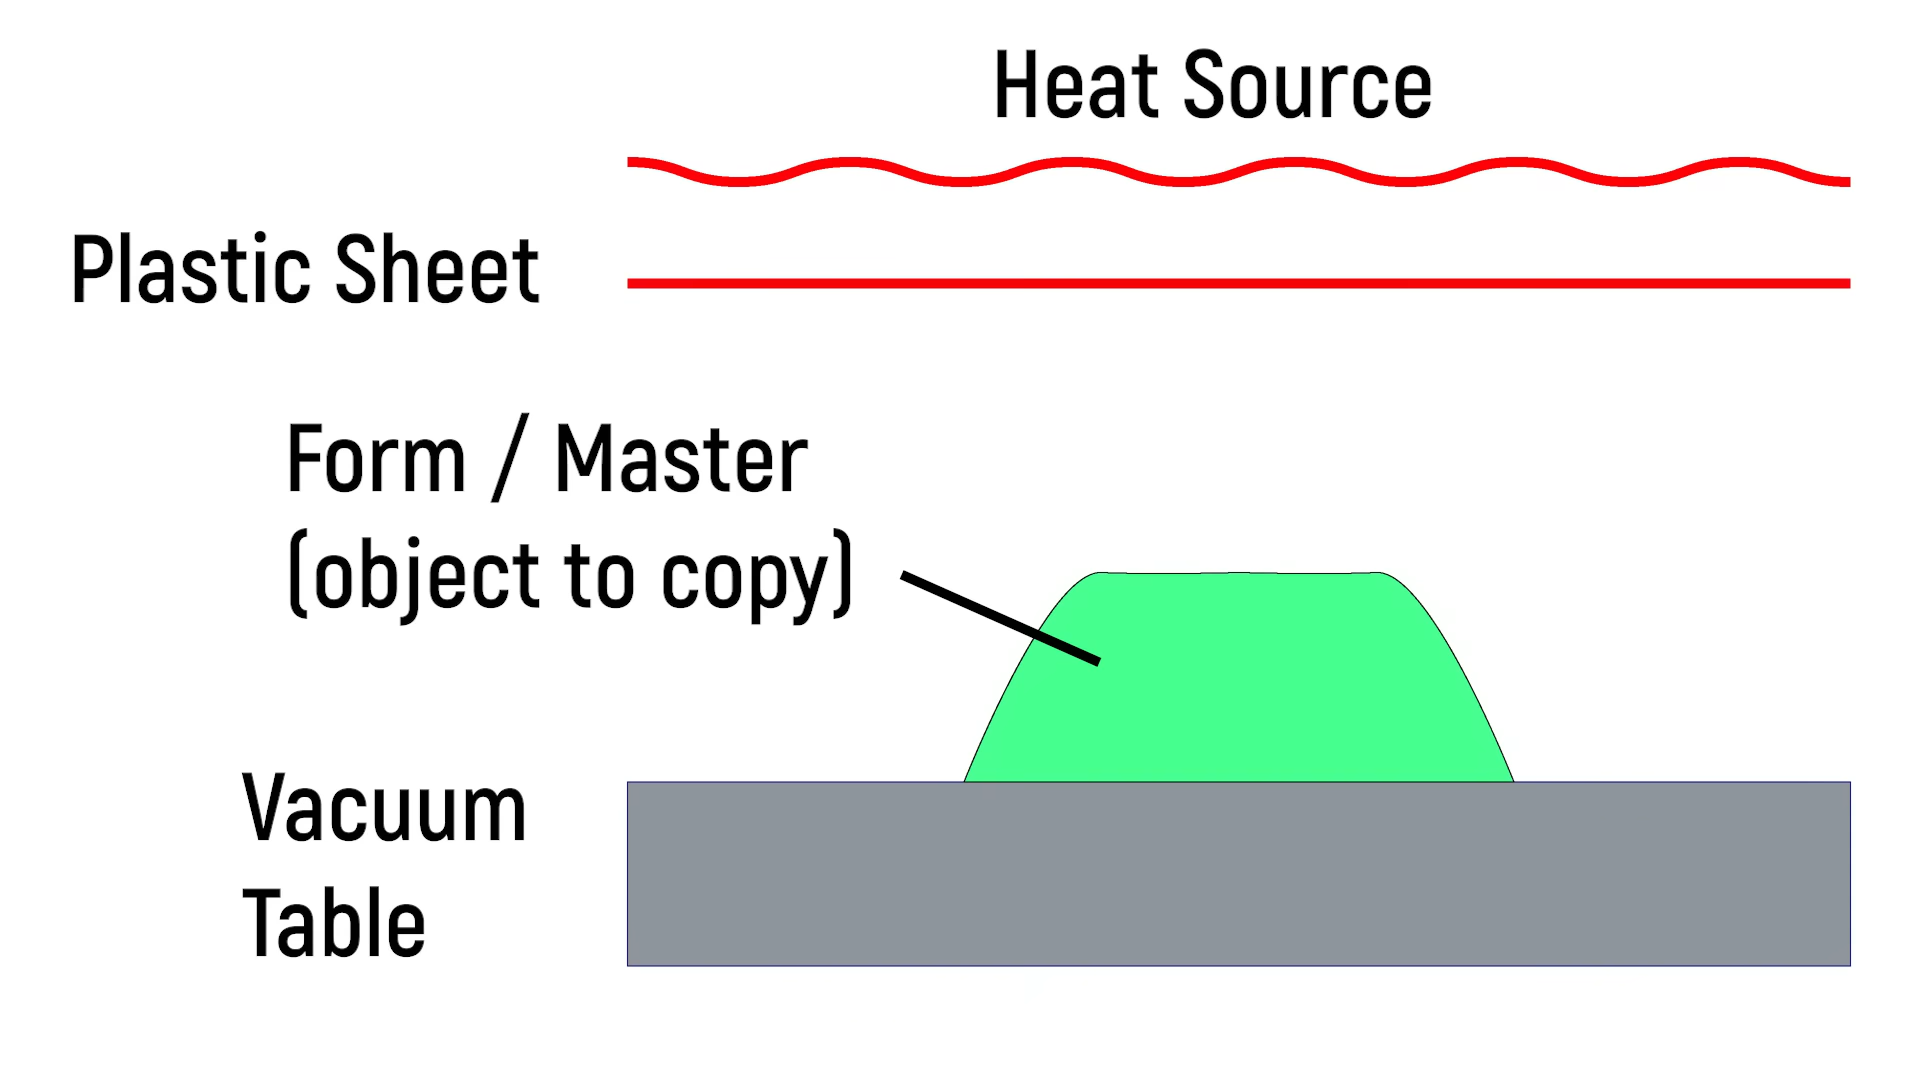 Heat Source
Plastic Sheet
Form / Master
(object to copy)
Vacuum
Table